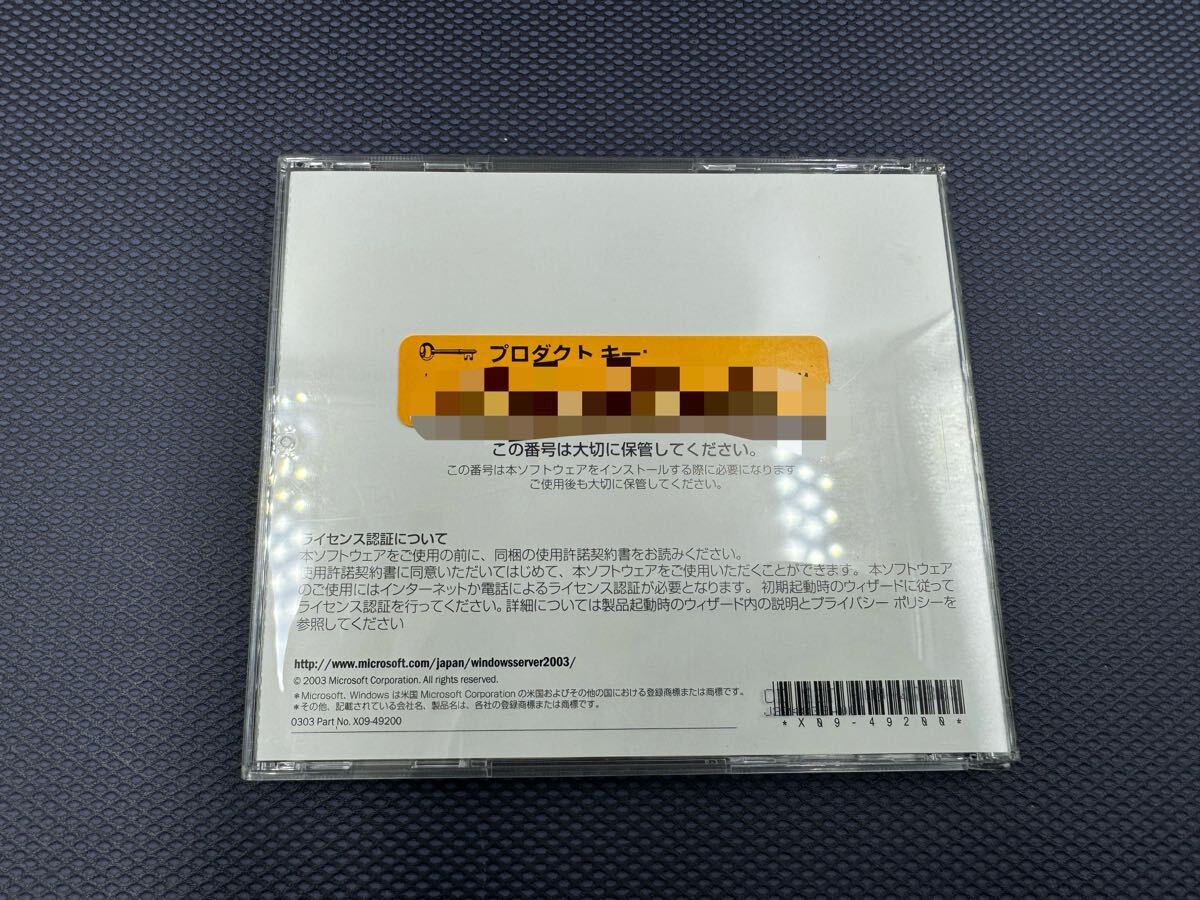 プロダクト キー
この番号は大切に保管してください。
この番号は本ソフトウェアをインストールする際に必要になります
ご使用後も大切に保管してください。
ライセンス認証について
本ソフトウェアをご使用の前に、同梱の使用許諾契約書をお読みください。
使用許諾契約書に同意いただいてはじめて、本ソフトウェアをご使用いただくことができます。本ソフトウェア
のご使用にはインターネットか電話によるライセンス認証が必要となります。初期起動時のウィザードに従って
ライセンス認証を行ってください。詳細については製品起動時のウィザード内の説明とプライバシー ポリシーを
参照してください
http://www.microsoft.com/japan/windowsserver2003/
© 2003 Microsoft Corporation. All rights reserved.
*Microsoft、Windows は米国 Microsoft Corporation の米国およびその他の国における登録商標または商標です。
*その他、記載されている会社名、製品名は、各社の登録商標または商標です。
0303 Part No. X09-49200
*X09-49200*